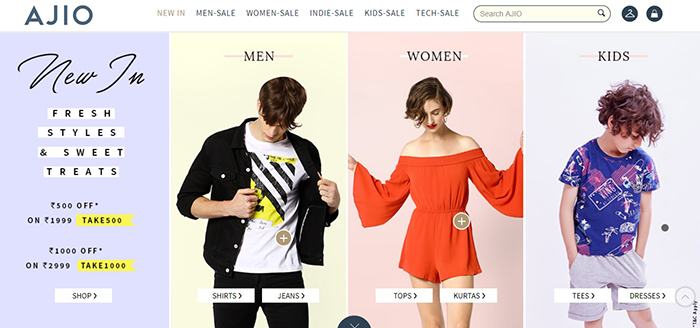 AJIO
NEW IN MEN-SALE WOMEN-SALE INDIE-SALE KIDS-SALE TECH-SALE
Search AJIO
New In
FRESH
STYLES
& SWEET
TREATS
₹500 OFF*
ON ₹1999 TAKE500
₹1000 OFF*
ON ₹2999 TAKE1000
SHOP >
MEN
SHIRTS >
JEANS >
WOMEN
TOPS >
KURTAS >
KIDS
TEES >
DRESSES >